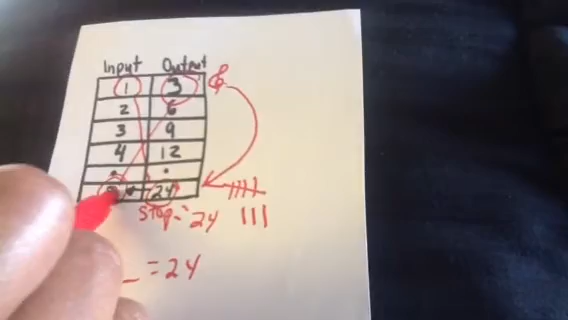 Input Output
1 3 &
2 6
3 9
4 12
. .
24
Stop - 24
_ = 24